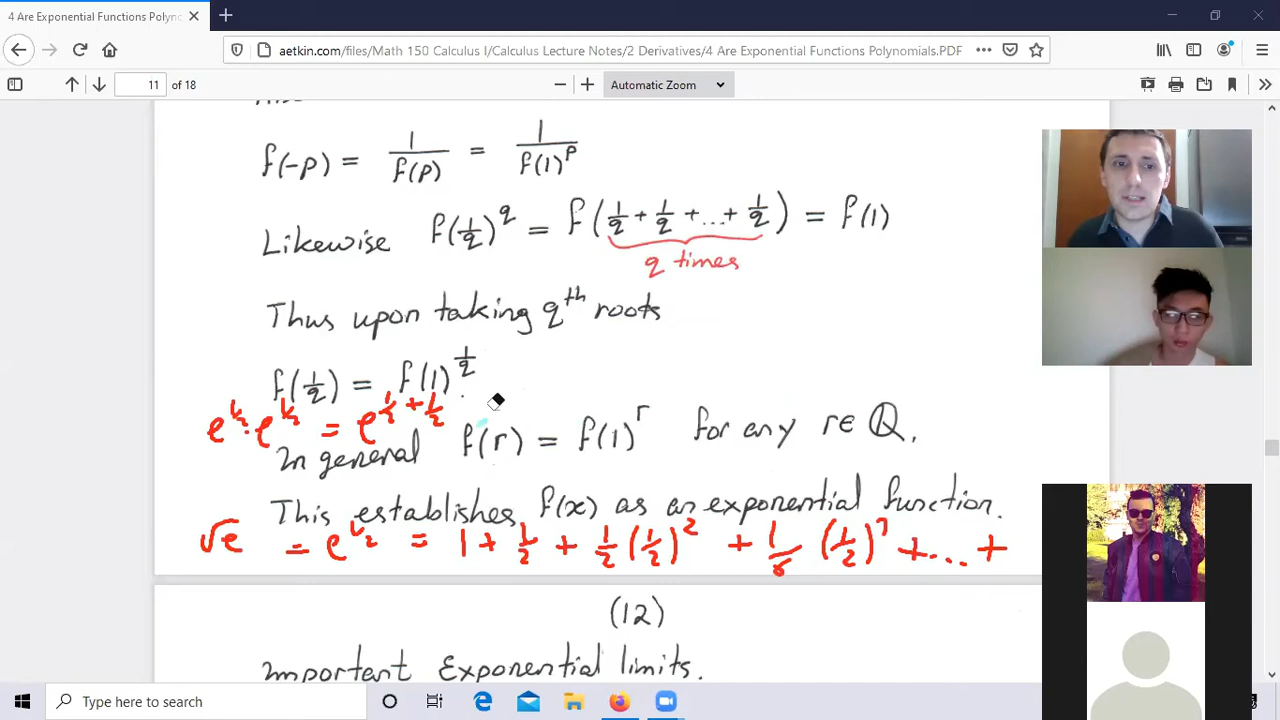 4 Are Exponential Functions Polync
aetkin.com/files/Math 150 Calculus I/Calculus Lecture Notes/2 Derivatives/4 Are Exponential Functions Polynomials.PDF
11 of 18
Automatic Zoom
f(-p) = 1/f(p) = 1/f(1)^p
Likewise f(1/q)^q = f(1/q + 1/q + ... + 1/q) = f(1)
q times
Thus upon taking q^th roots
f(1/q) = f(1)^(1/q).
e^(1/2) · e^(1/2) = e^(1/2 + 1/2)
In general f(r) = f(1)^r for any r ∈ ℚ.
This establishes f(x) as an exponential function.
√e = e^(1/2) = 1 + 1/2 + 1/2 (1/2)^2 + 1/6 (1/2)^3 + ... +
(12)
Important Exponential limits.
Type here to search